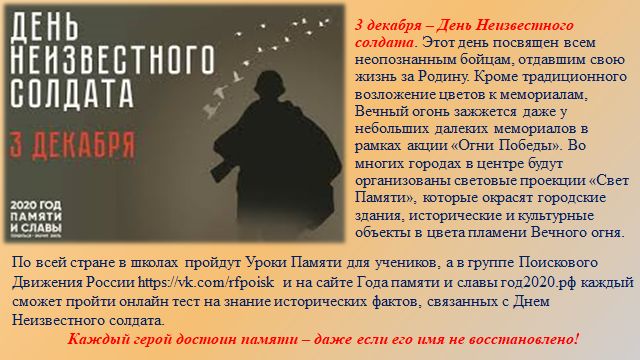 ДЕНЬ
НЕИЗВЕСТНОГО
СОЛДАТА
3 ДЕКАБРЯ
2020 ГОД
ПАМЯТИ
И СЛАВЫ
3 декабря – День Неизвестного
солдата. Этот день посвящен всем
неопознанным бойцам, отдавшим свою
жизнь за Родину. Кроме традиционного
возложение цветов к мемориалам,
Вечный огонь зажжется даже у
небольших далеких мемориалов в
рамках акции «Огни Победы». Во
многих городах в центре будут
организованы световые проекции «Свет
Памяти», которые окрасят городские
здания, исторические и культурные
объекты в цвета пламени Вечного огня.
По всей стране в школах пройдут Уроки Памяти для учеников, а в группе Поискового
Движения России https://vk.com/rfpoisk и на сайте Года памяти и славы год2020.рф каждый
сможет пройти онлайн тест на знание исторических фактов, связанных с Днем
Неизвестного солдата.
Каждый герой достоин памяти – даже если его имя не восстановлено!